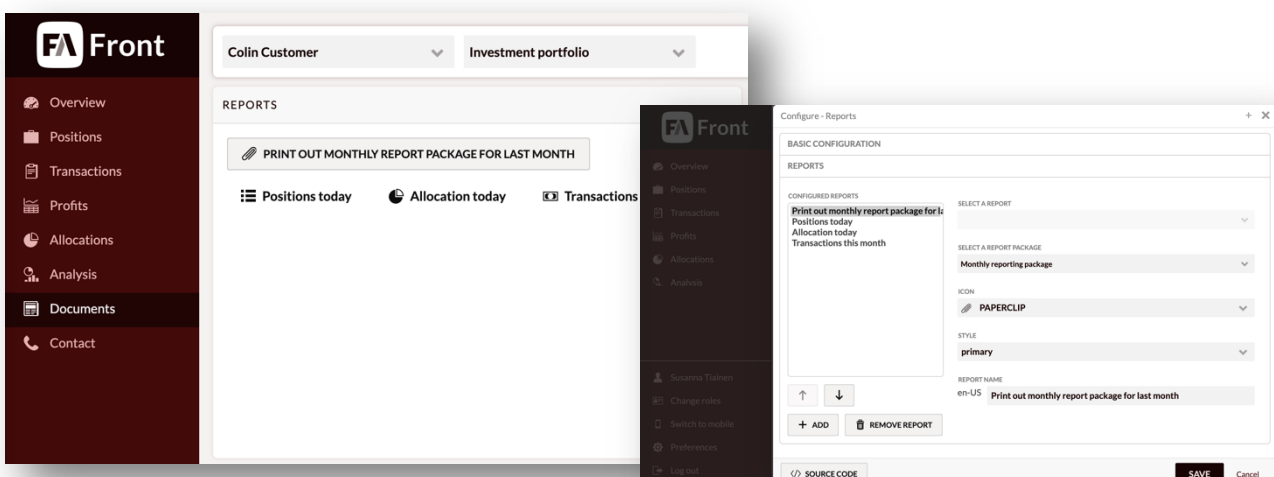 FA Front
Colin Customer
Investment portfolio
Overview
Positions
Transactions
Profits
Allocations
Analysis
Documents
Contact
REPORTS
PRINT OUT MONTHLY REPORT PACKAGE FOR LAST MONTH
Positions today
Allocation today
Transactions
FA Front
Overview
Positions
Transactions
Profits
Allocations
Analysis
Susanna Tiainen
Change roles
Switch to mobile
Preferences
Log out
Configure - Reports
BASIC CONFIGURATION
REPORTS
CONFIGURED REPORTS
Print out monthly report package for la
Positions today
Allocation today
Transactions this month
+ ADD
REMOVE REPORT
SELECT A REPORT
SELECT A REPORT PACKAGE
Monthly reporting package
ICON
PAPERCLIP
STYLE
primary
REPORT NAME
en-US Print out monthly report package for last month
</> SOURCE CODE
SAVE
Cancel